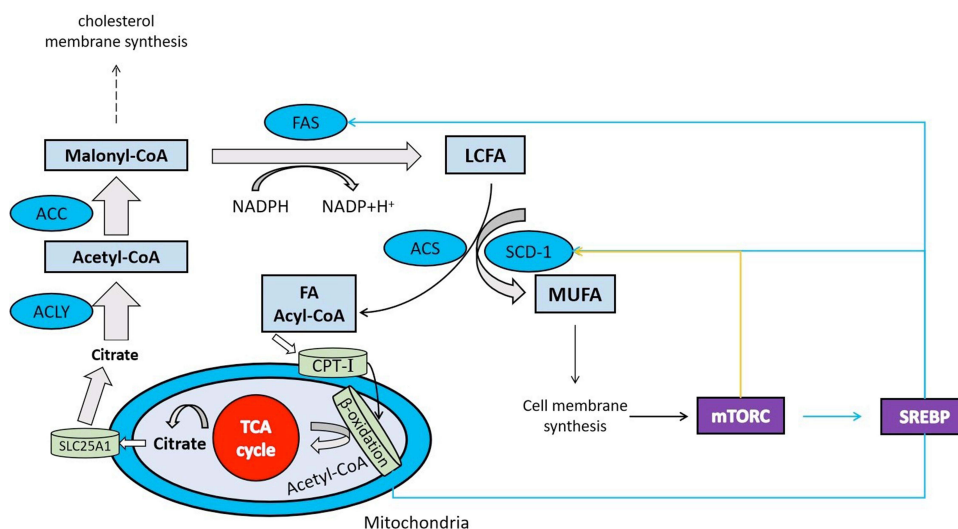 cholesterol
membrane synthesis
FAS
Malonyl-CoA
LCFA
NADPH
NADP+H⁺
ACC
ACS
SCD-1
Acetyl-CoA
FA
Acyl-CoA
MUFA
ACLY
Citrate
CPT-I
β-oxidation
Cell membrane
synthesis
mTORC
SREBP
SLC25A1
Citrate
TCA
cycle
Acetyl-CoA
Mitochondria